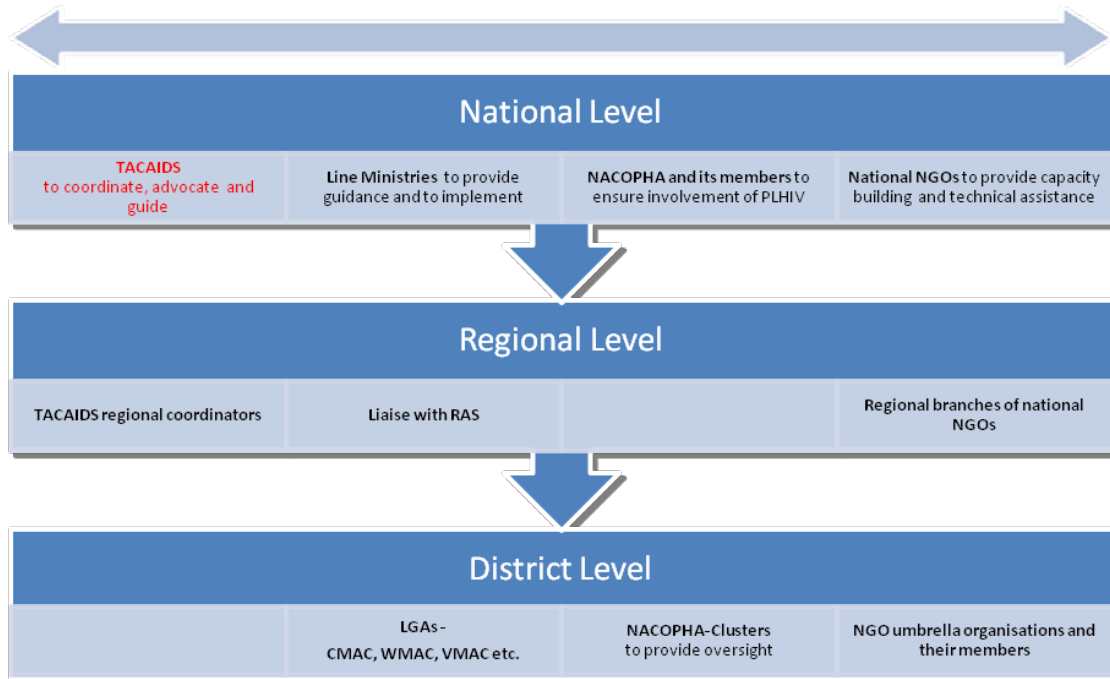 National Level
TACAIDS
to coordinate, advocate and
guide
Line Ministries to provide
guidance and to implement
NACOPHA and its members to
ensure involvement of PLHIV
National NGOs to provide capacity
building and technical assistance
Regional Level
TACAIDS regional coordinators
Liaise with RAS
Regional branches of national
NGOs
District Level
LGAs -
CMAC, WMAC, VMAC etc.
NACOPHA-Clusters
to provide oversight
NGO umbrella organisations and
their members